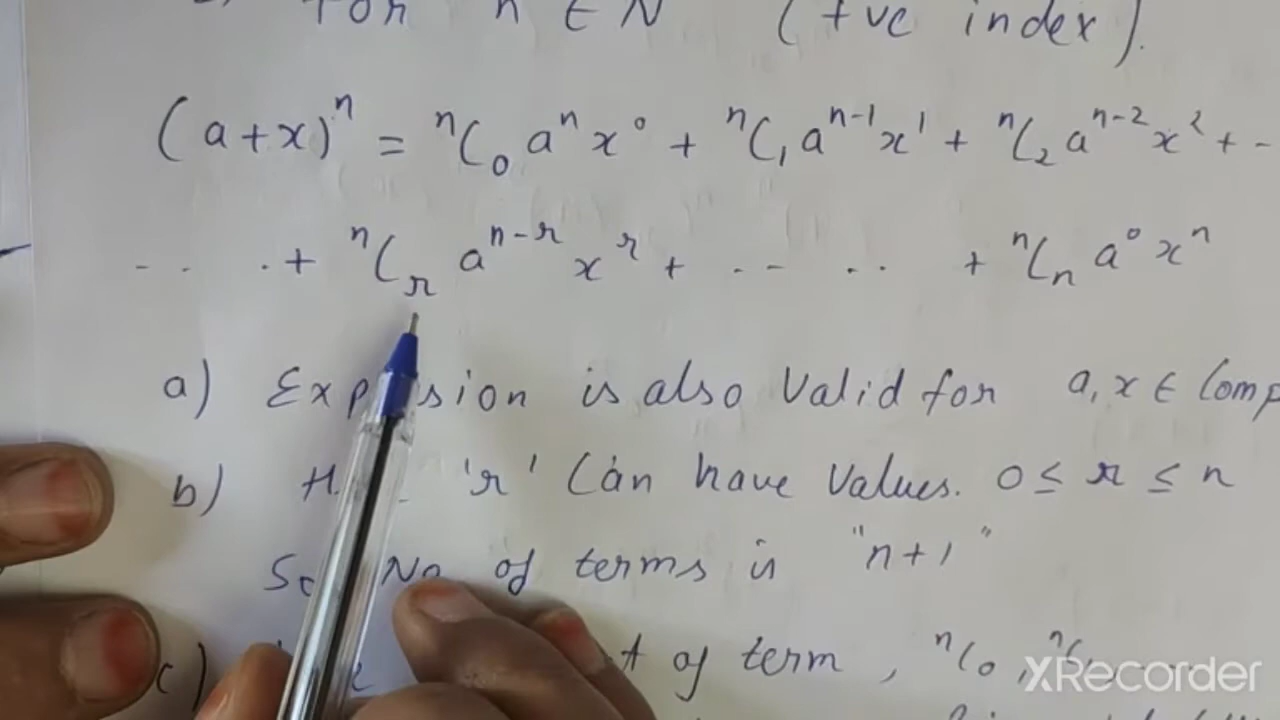 For n ∈ N (+ve index).
(a+x)ⁿ = ⁿC₀ aⁿ x⁰ + ⁿC₁ aⁿ⁻¹ x¹ + ⁿC₂ aⁿ⁻² x² + --
-- . . + ⁿCᵣ aⁿ⁻ʳ xʳ + .-- .. + ⁿCₙ a⁰ xⁿ
a) is also Valid for a, x ∈ Comp
b) 'r' Can have Values. 0 ≤ r ≤ n
So No of terms is "n+1"
c) of term, ⁿC₀, ⁿC
XRecorder